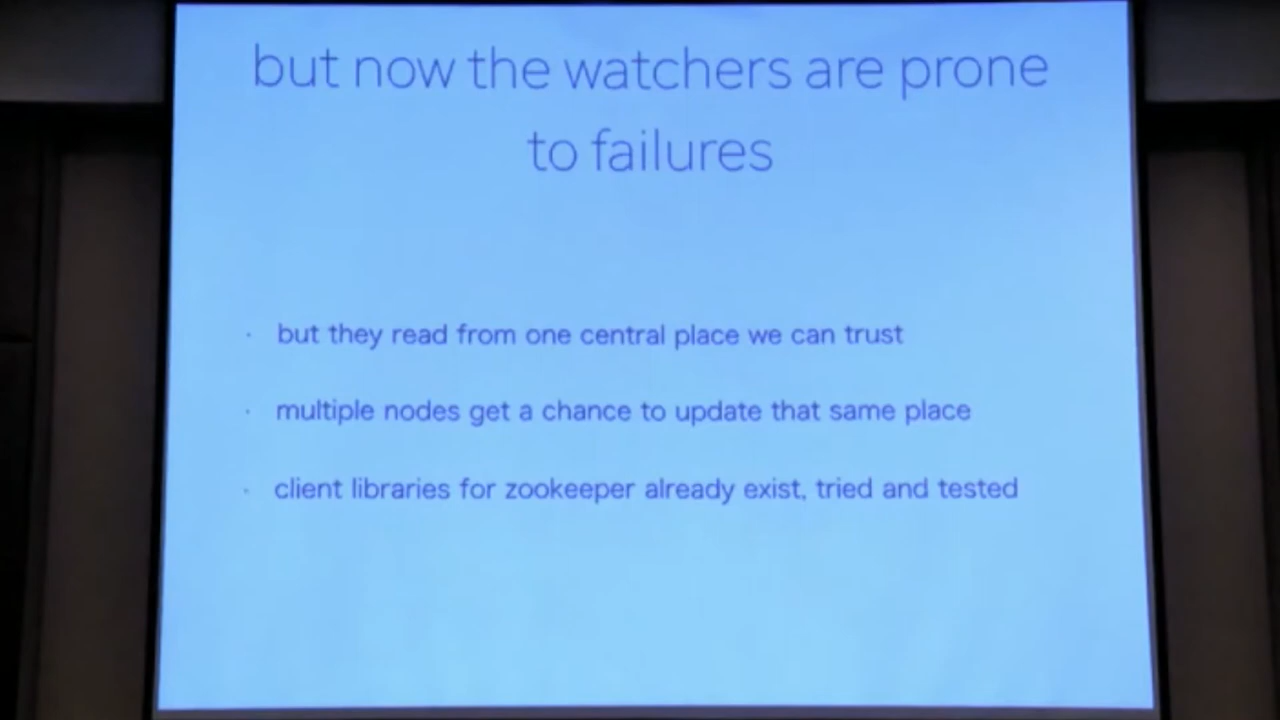 but now the watchers are prone
to failures
· but they read from one central place we can trust
· multiple nodes get a chance to update that same place
· client libraries for zookeeper already exist, tried and tested